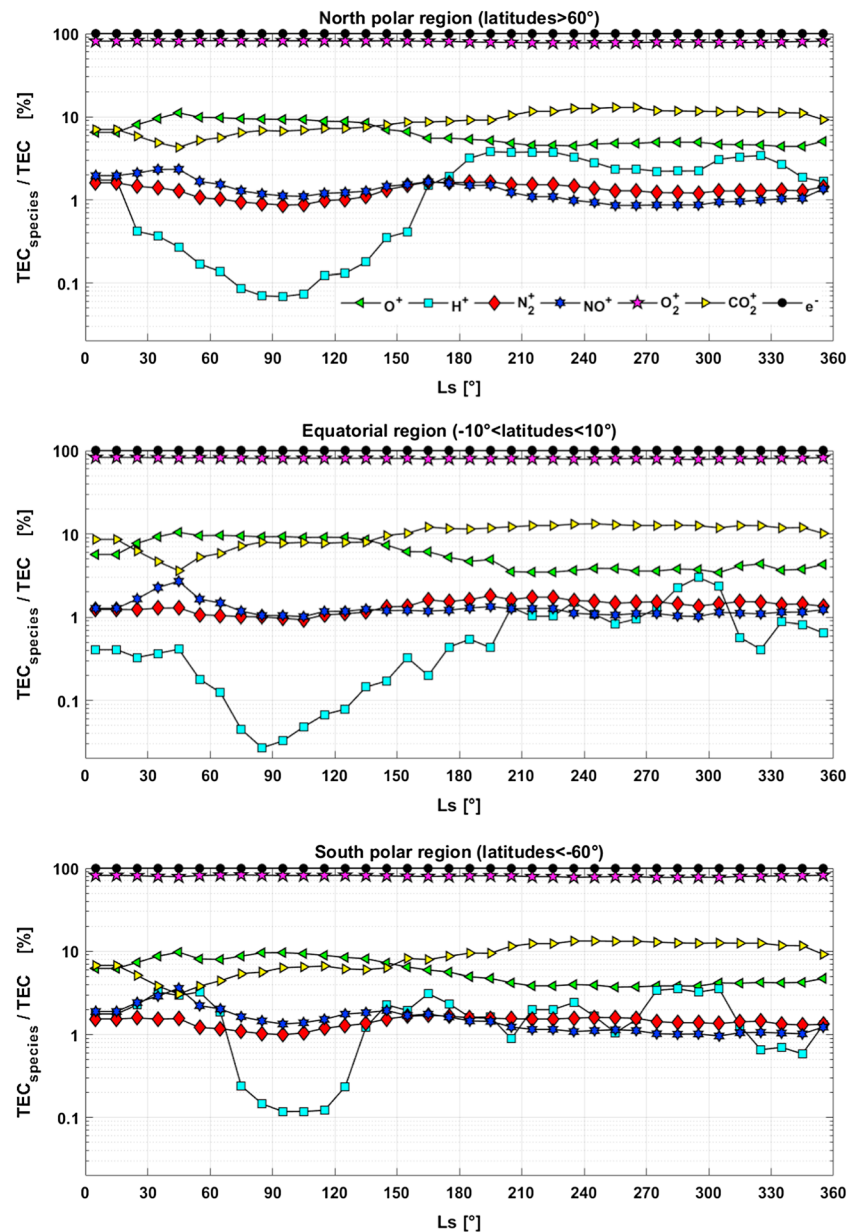 North polar region (latitudes>60°)
TEC_species / TEC [%]
100
10
1
0.1
O⁺ H⁺ N₂⁺ NO⁺ O₂⁺ CO₂⁺ e⁻
0 30 60 90 120 150 180 210 240 270 300 330 360
Ls [°]
Equatorial region (-10°<latitudes<10°)
TEC_species / TEC [%]
100
10
1
0.1
0 30 60 90 120 150 180 210 240 270 300 330 360
Ls [°]
South polar region (latitudes<-60°)
TEC_species / TEC [%]
100
10
1
0.1
0 30 60 90 120 150 180 210 240 270 300 330 360
Ls [°]